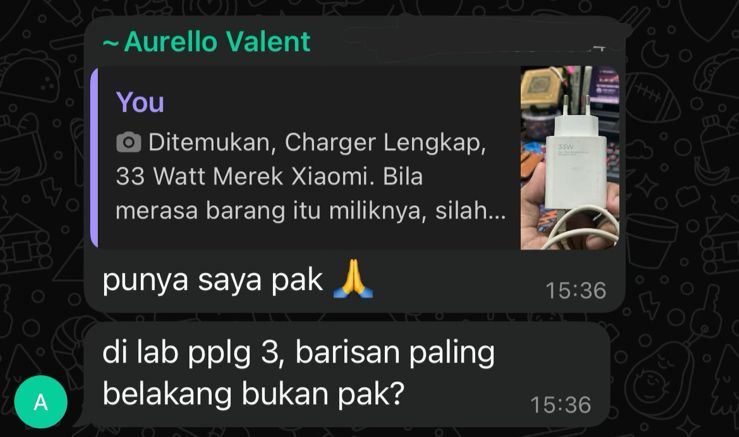 ~ Aurello Valent
You
Ditemukan, Charger Lengkap,
33 Watt Merek Xiaomi. Bila
merasa barang itu miliknya, silah...
33W
punya saya pak 🙏
15:36
di lab pplg 3, barisan paling
belakang bukan pak?
15:36
A